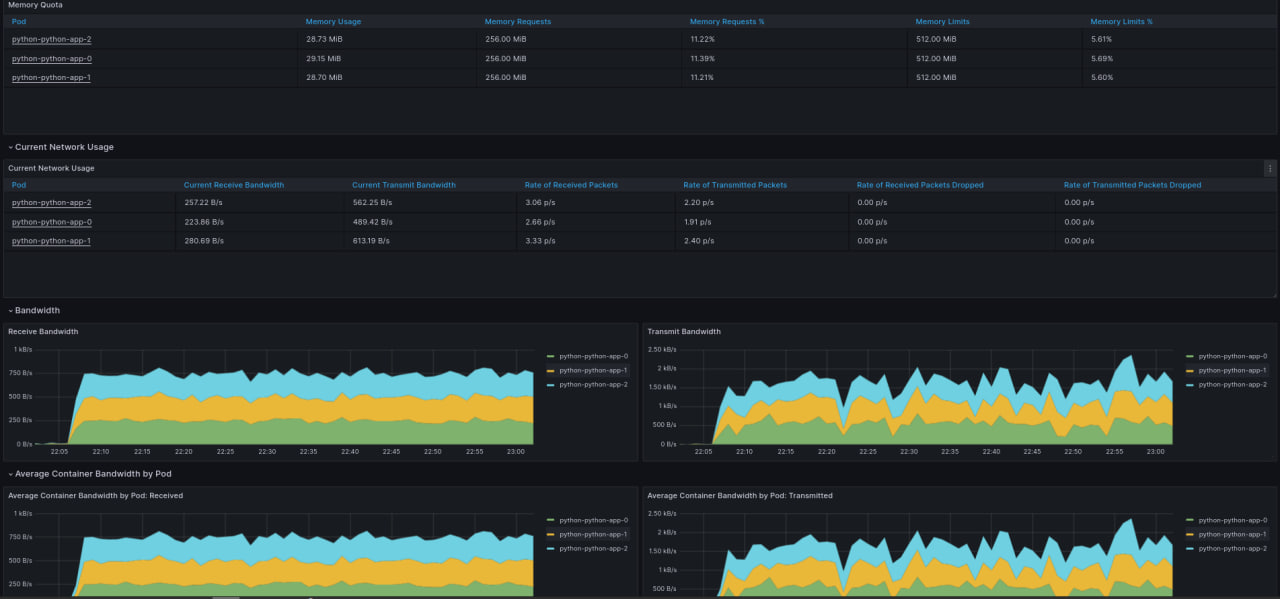 Memory Quota
Pod Memory Usage Memory Requests Memory Requests % Memory Limits Memory Limits %
python-python-app-2 28.73 MiB 256.00 MiB 11.22% 512.00 MiB 5.61%
python-python-app-0 29.15 MiB 256.00 MiB 11.39% 512.00 MiB 5.69%
python-python-app-1 28.70 MiB 256.00 MiB 11.21% 512.00 MiB 5.60%
Current Network Usage
Current Network Usage
Pod Current Receive Bandwidth Current Transmit Bandwidth Rate of Received Packets Rate of Transmitted Packets Rate of Received Packets Dropped Rate of Transmitted Packets Dropped
python-python-app-2 257.22 B/s 562.25 B/s 3.06 p/s 2.20 p/s 0.00 p/s 0.00 p/s
python-python-app-0 223.86 B/s 489.42 B/s 2.66 p/s 1.91 p/s 0.00 p/s 0.00 p/s
python-python-app-1 280.69 B/s 613.19 B/s 3.33 p/s 2.40 p/s 0.00 p/s 0.00 p/s
Bandwidth
Receive Bandwidth
1 kB/s
750 B/s
500 B/s
250 B/s
0 B/s
22:05 22:10 22:15 22:20 22:25 22:30 22:35 22:40 22:45 22:50 22:55 23:00
python-python-app-0
python-python-app-1
python-python-app-2
Transmit Bandwidth
2.50 kB/s
2 kB/s
1.50 kB/s
1 kB/s
500 B/s
0 B/s
22:05 22:10 22:15 22:20 22:25 22:30 22:35 22:40 22:45 22:50 22:55 23:00
python-python-app-0
python-python-app-1
python-python-app-2
Average Container Bandwidth by Pod
Average Container Bandwidth by Pod: Received
1 kB/s
750 B/s
500 B/s
250 B/s
python-python-app-0
python-python-app-1
python-python-app-2
Average Container Bandwidth by Pod: Transmitted
2.50 kB/s
2 kB/s
1.50 kB/s
1 kB/s
500 B/s
python-python-app-0
python-python-app-1
python-python-app-2